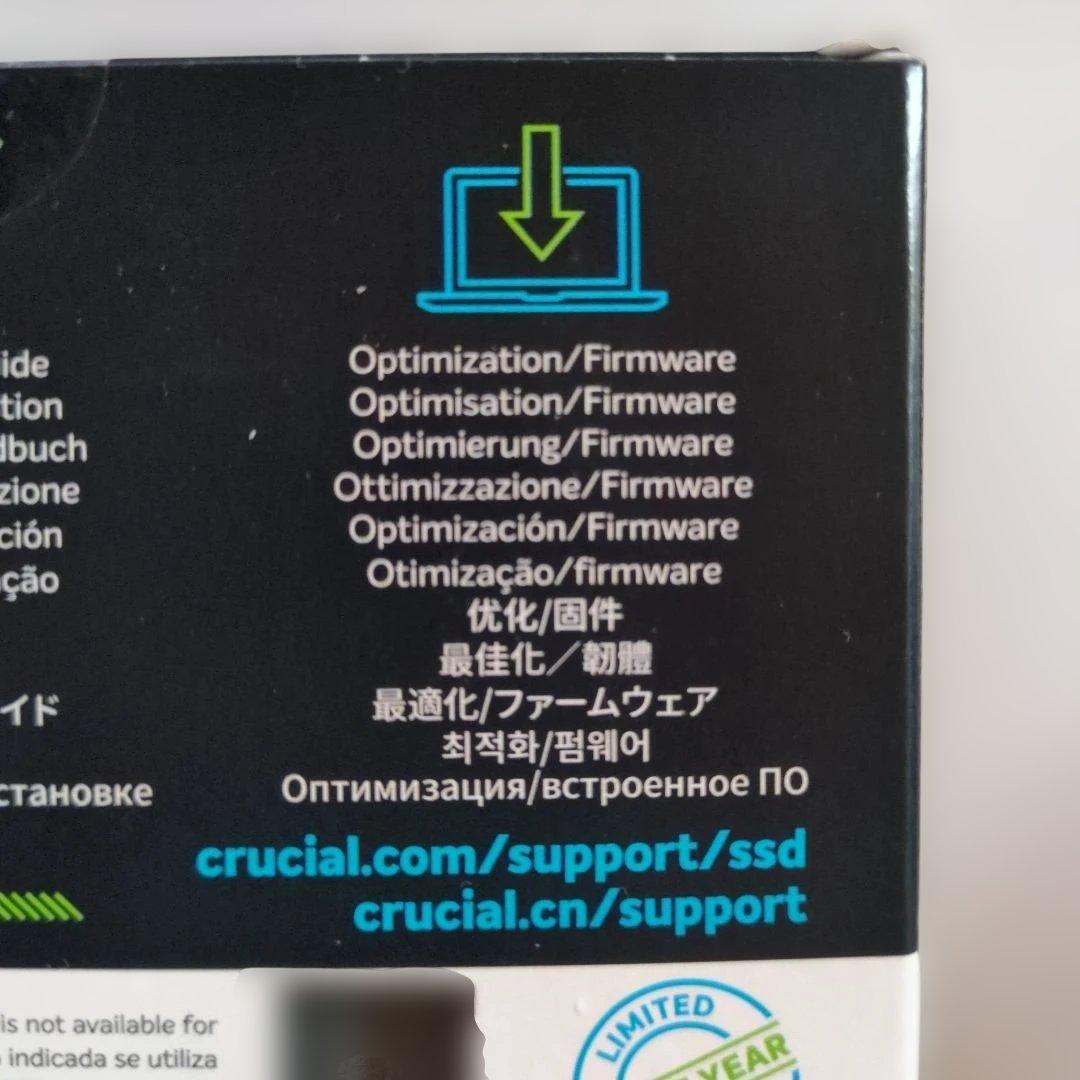 ide
tion
dbuch
zione
ción
ação
イド
становке
Optimization/Firmware
Optimisation/Firmware
Optimierung/Firmware
Ottimizzazione/Firmware
Optimización/Firmware
Otimização/firmware
优化/固件
最佳化／韌體
最適化/ファームウェア
최적화/펌웨어
Оптимизация/встроенное ПО
crucial.com/support/ssd
crucial.cn/support
is not available for
indicada se utiliza
LIMITED
YEAR